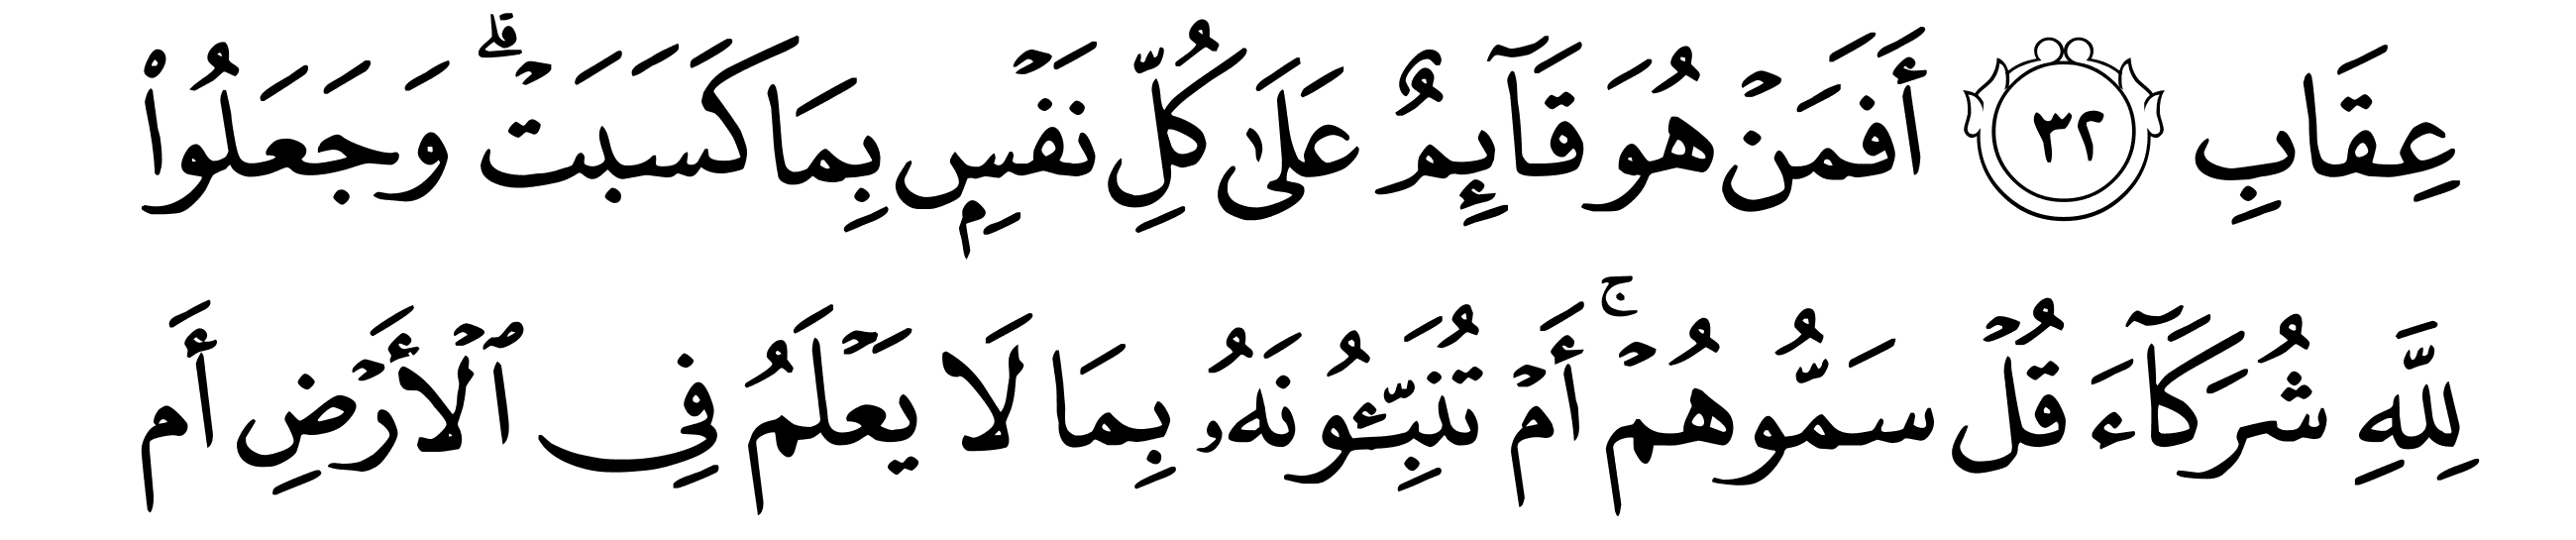 عِقَابِ ٣٢ أَفَمَنۡ هُوَ قَآئِمٌ عَلَىٰ كُلِّ نَفۡسِۭ بِمَا كَسَبَتۡۗ وَجَعَلُواْ
لِلَّهِ شُرَكَآءَ قُلۡ سَمُّوهُمۡۚ أَمۡ تُنَبِّـُٔونَهُۥ بِمَا لَا يَعۡلَمُ فِي ٱلۡأَرۡضِ أَم